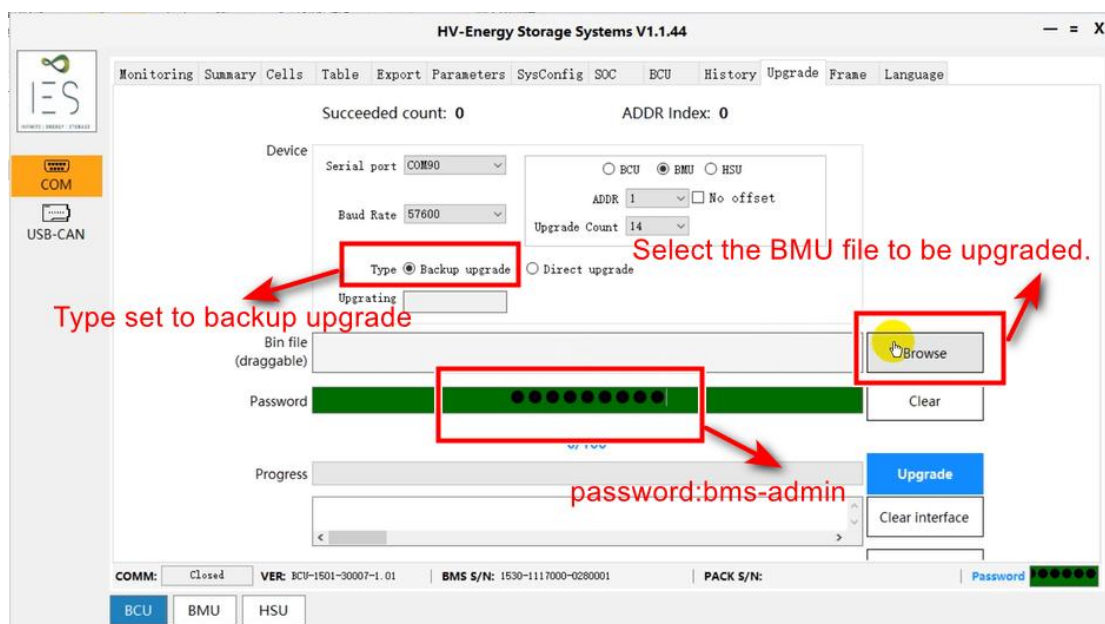 HV-Energy Storage Systems V1.1.44
IES
INFINITE | ENERGY | STORAGE
Monitoring Summary Cells Table Export Parameters SysConfig SOC BCU History Upgrade Frame Language
Succeeded count: 0 ADDR Index: 0
COM
USB-CAN
Device
Serial port COM90
BCU BMU HSU
ADDR 1 No offset
Baud Rate 57600
Upgrade Count 14
Select the BMU file to be upgraded.
Type Backup upgrade Direct upgrade
Upgrating
Type set to backup upgrade
Bin file
(draggable)
Browse
Password
Clear
0/100
Progress
Upgrade
password:bms-admin
Clear interface
COMM: Closed VER: BCU-1501-30007-1.01 BMS S/N: 1530-1117000-0280001 PACK S/N: Password
BCU BMU HSU